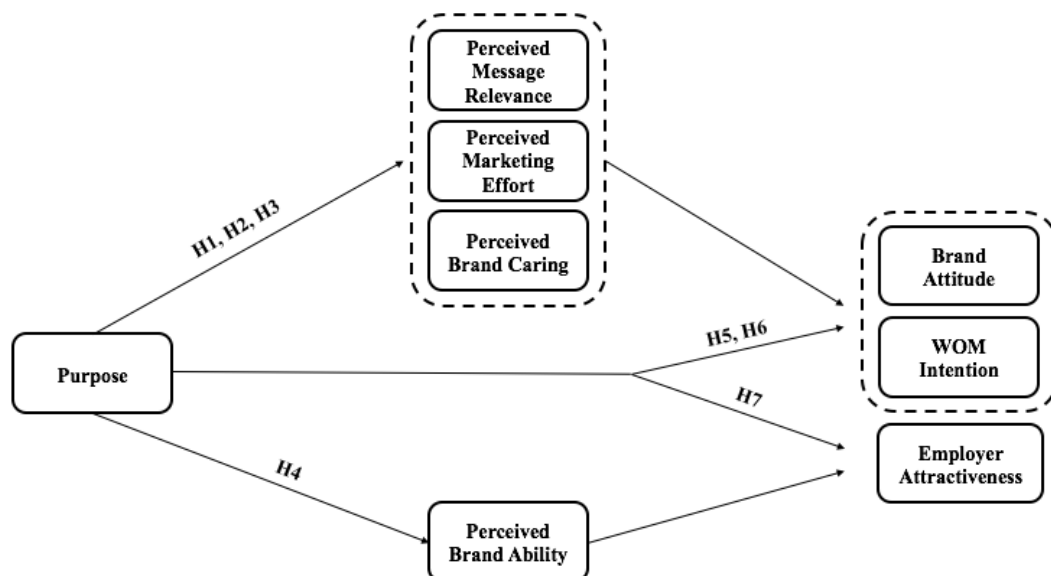 Perceived
Message
Relevance
Perceived
Marketing
Effort
Perceived
Brand Caring
H1, H2, H3
Brand
Attitude
WOM
Intention
H5, H6
Purpose
H7
H4
Employer
Attractiveness
Perceived
Brand Ability